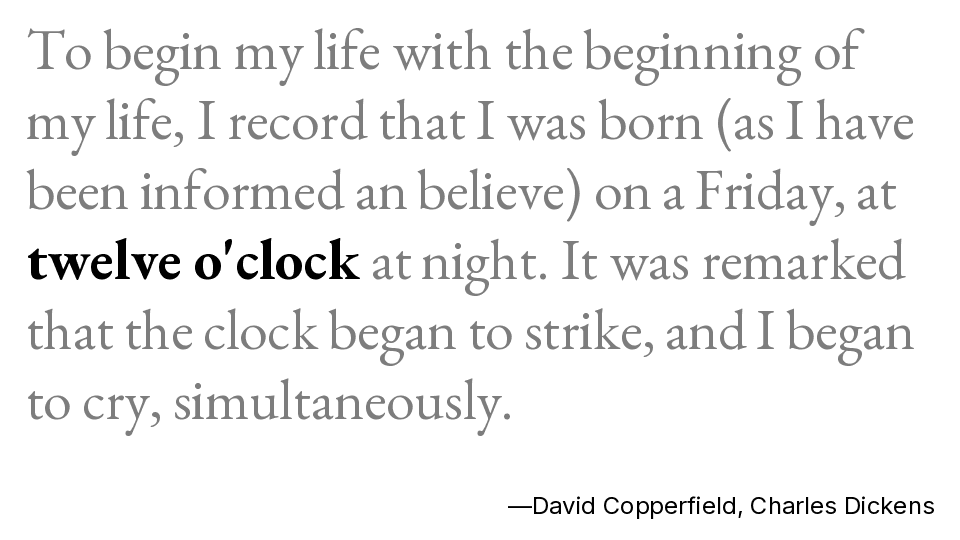 To begin my life with the beginning of
my life, I record that I was born (as I have
been informed an believe) on a Friday, at
twelve o'clock at night. It was remarked
that the clock began to strike, and I began
to cry, simultaneously.
—David Copperfield, Charles Dickens